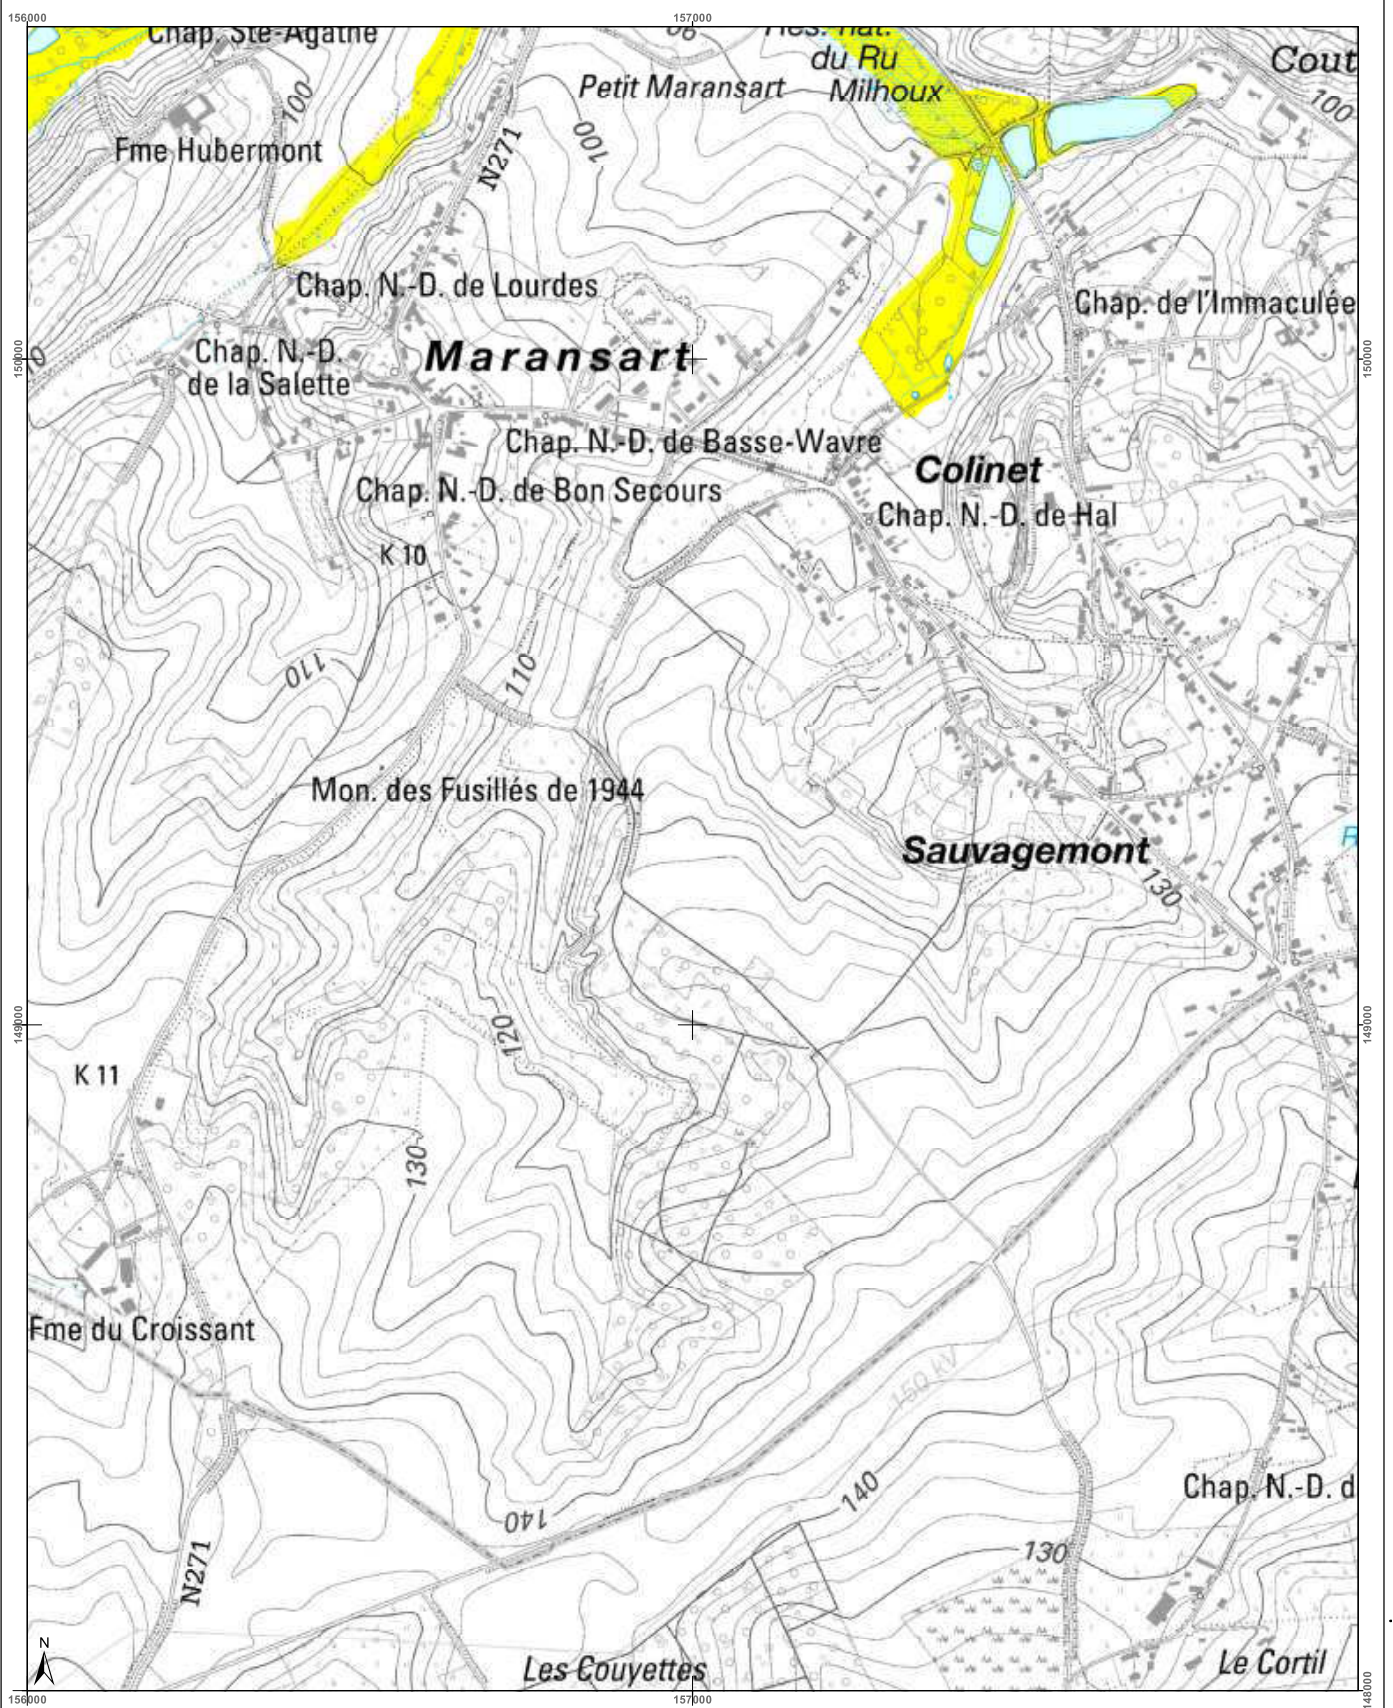 156000
157000
Chap. Ste-Agathe
90
Rés. nat.
du Ru
Milhoux
Cout
Petit Maransart
100
100
100
Fme Hubermont
N271
Chap. N.-D. de Lourdes
Chap. de l'Immaculée
150000
Chap. N.-D.
de la Salette
Maransart
150000
Chap. N.-D. de Basse-Wavre
Colinet
Chap. N.-D. de Bon Secours
Chap. N.-D. de Hal
K 10
110
110
Mon. des Fusillés de 1944
R
Sauvagemont
130
149000
120
149000
K 11
130
Fme du Croissant
150 kV
140
140
Chap. N.-D. d
130
N271
N
Les Couyettes
Le Cortil
156000
157000
148000